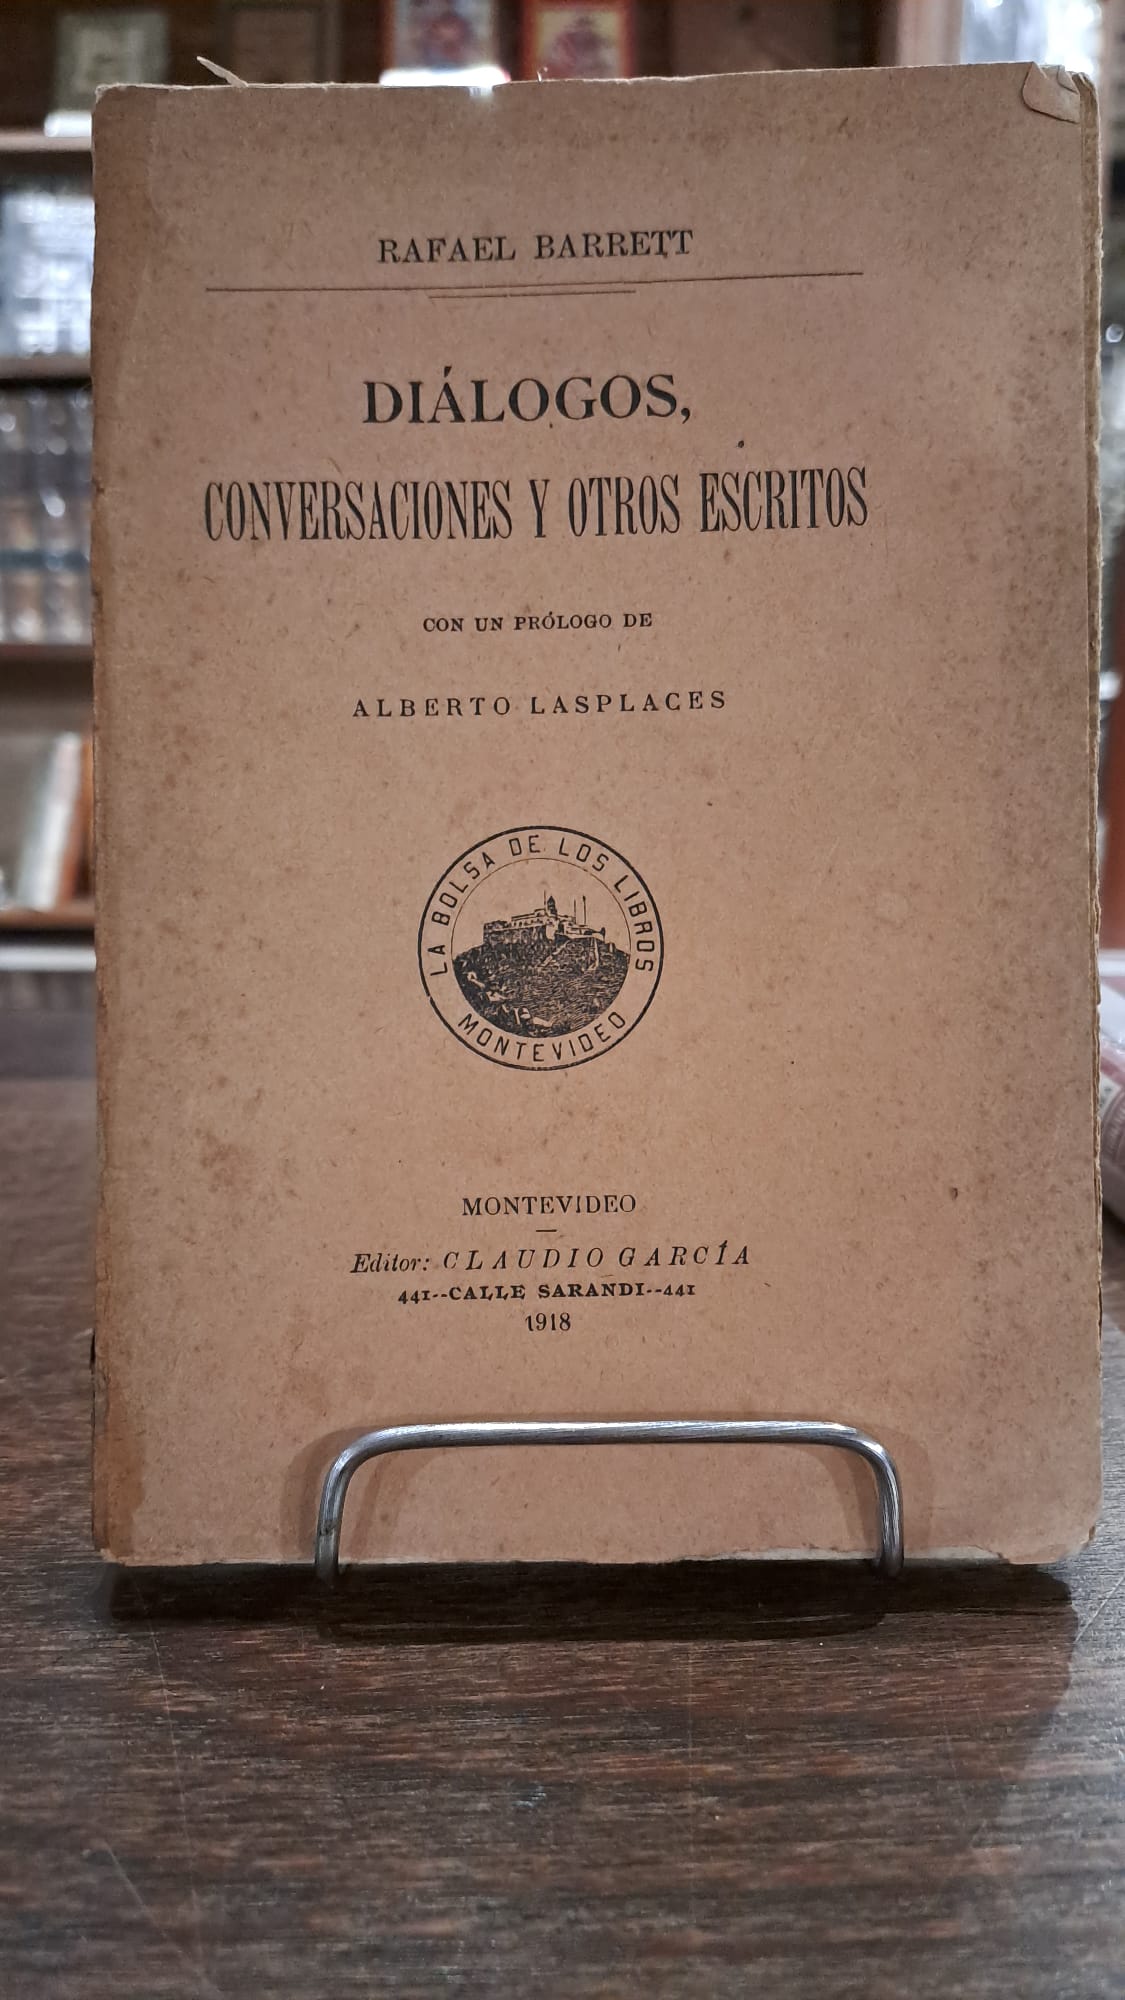 RAFAEL BARRETT
DIÁLOGOS,
CONVERSACIONES Y OTROS ESCRITOS
CON UN PRÓLOGO DE
ALBERTO LASPLACES
LA BOLSA DE LOS LIBROS
MONTEVIDEO
MONTEVIDEO
Editor: CLAUDIO GARCÍA
441--CALLE SARANDI--441
1918